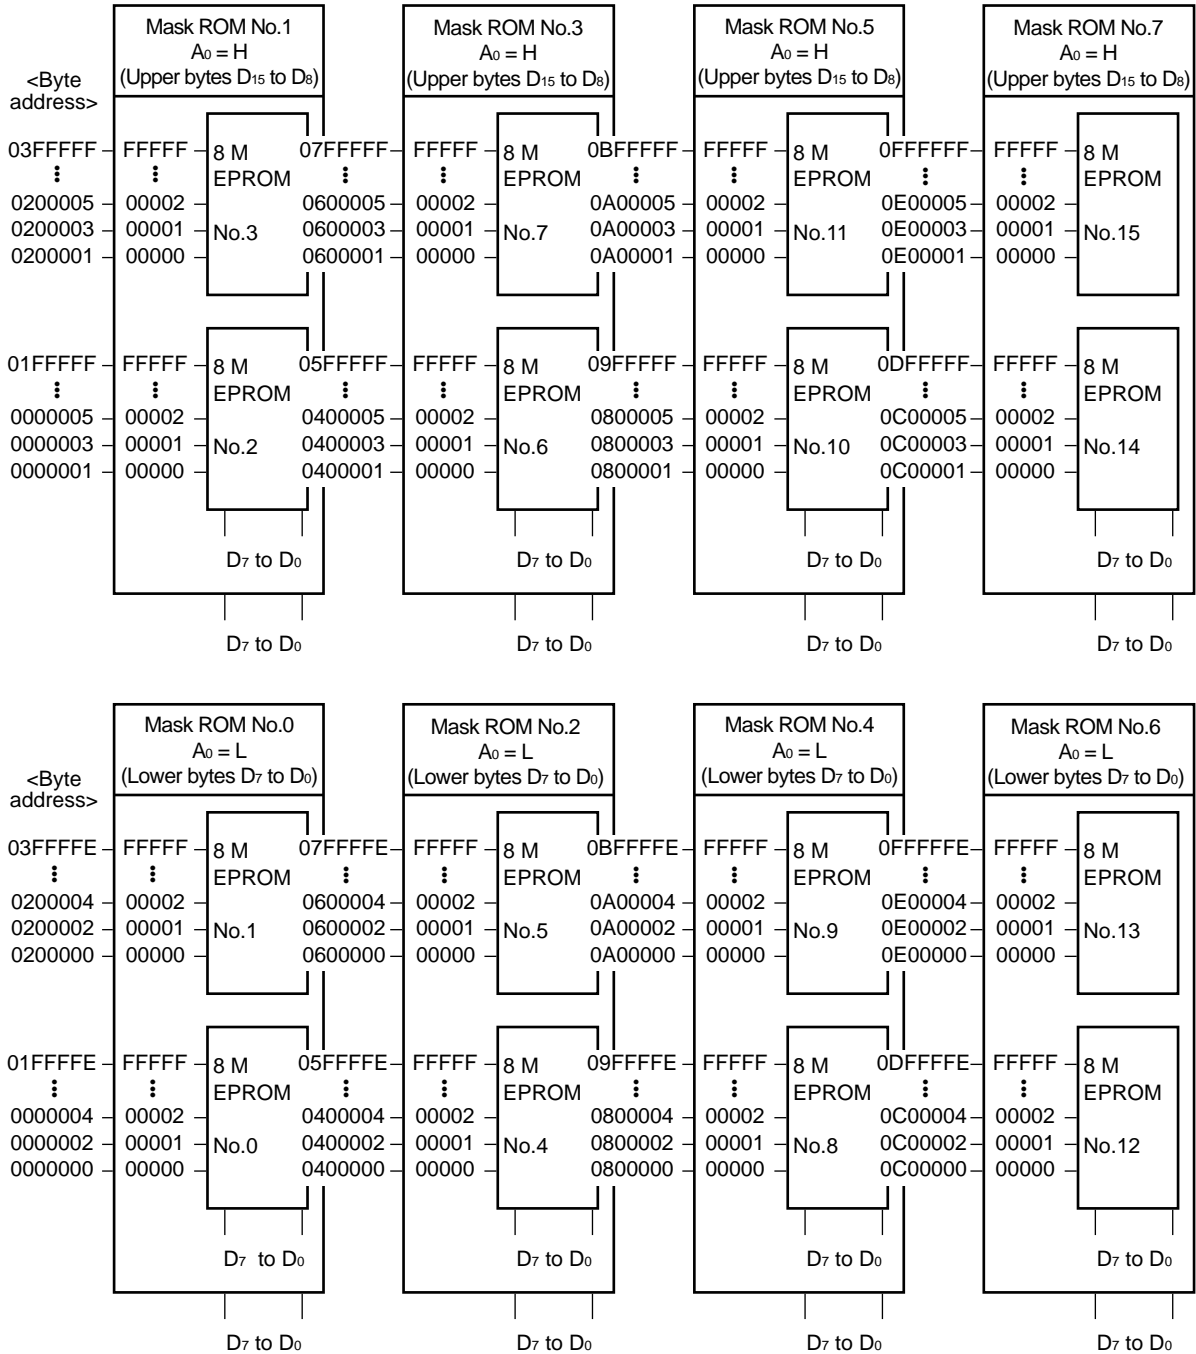 Mask ROM No.1 Mask ROM No.3 Mask ROM No.5 Mask ROM No.7
A0 = H A0 = H A0 = H A0 = H
<Byte (Upper bytes D15 to D8) (Upper bytes D15 to D8) (Upper bytes D15 to D8) (Upper bytes D15 to D8)
address>
03FFFFF FFFFF 8 M 07FFFFF FFFFF 8 M 0BFFFFF FFFFF 8 M 0FFFFFF FFFFF 8 M
EPROM EPROM EPROM EPROM
0200005 00002 0600005 00002 0A00005 00002 0E00005 00002
0200003 00001 No.3 0600003 00001 No.7 0A00003 00001 No.11 0E00003 00001 No.15
0200001 00000 0600001 00000 0A00001 00000 0E00001 00000
01FFFFF FFFFF 8 M 05FFFFF FFFFF 8 M 09FFFFF FFFFF 8 M 0DFFFFF FFFFF 8 M
EPROM EPROM EPROM EPROM
0000005 00002 0400005 00002 0800005 00002 0C00005 00002
0000003 00001 No.2 0400003 00001 No.6 0800003 00001 No.10 0C00003 00001 No.14
0000001 00000 0400001 00000 0800001 00000 0C00001 00000
D7 to D0 D7 to D0 D7 to D0 D7 to D0
D7 to D0 D7 to D0 D7 to D0 D7 to D0
Mask ROM No.0 Mask ROM No.2 Mask ROM No.4 Mask ROM No.6
A0 = L A0 = L A0 = L A0 = L
<Byte (Lower bytes D7 to D0) (Lower bytes D7 to D0) (Lower bytes D7 to D0) (Lower bytes D7 to D0)
address>
03FFFFE FFFFF 8 M 07FFFFE FFFFF 8 M 0BFFFFE FFFFF 8 M 0FFFFFE FFFFF 8 M
EPROM EPROM EPROM EPROM
0200004 00002 0600004 00002 0A00004 00002 0E00004 00002
0200002 00001 No.1 0600002 00001 No.5 0A00002 00001 No.9 0E00002 00001 No.13
0200000 00000 0600000 00000 0A00000 00000 0E00000 00000
01FFFFE FFFFF 8 M 05FFFFE FFFFF 8 M 09FFFFE FFFFF 8 M 0DFFFFE FFFFF 8 M
EPROM EPROM EPROM EPROM
0000004 00002 0400004 00002 0800004 00002 0C00004 00002
0000002 00001 No.0 0400002 00001 No.4 0800002 00001 No.8 0C00002 00001 No.12
0000000 00000 0400000 00000 0800000 00000 0C00000 00000
D7 to D0 D7 to D0 D7 to D0 D7 to D0
D7 to D0 D7 to D0 D7 to D0 D7 to D0